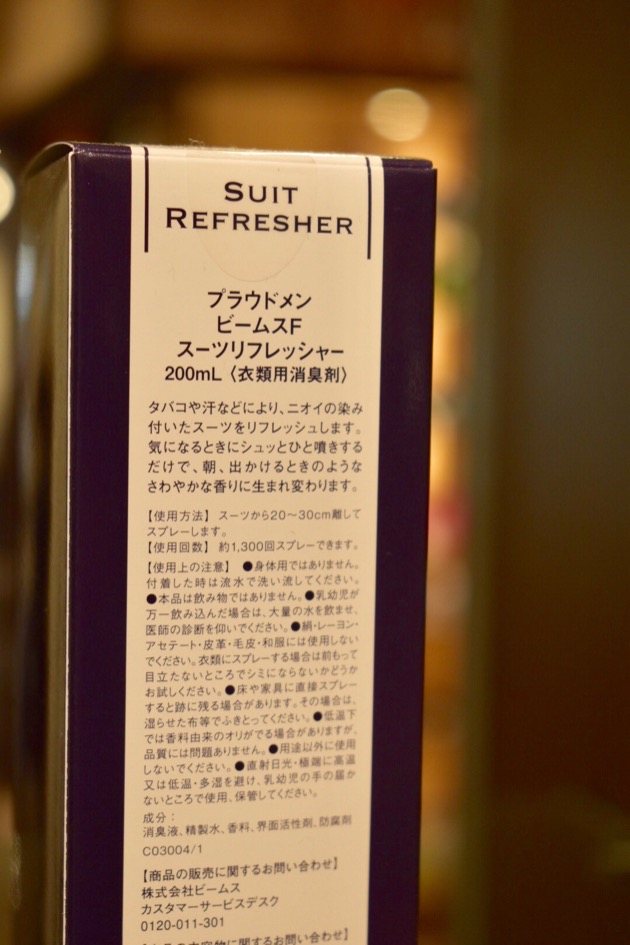 SUIT
REFRESHER
プラウドメン
ビームスF
スーツリフレッシャー
200mL〈衣類用消臭剤〉
タバコや汗などにより、ニオイの染み
付いたスーツをリフレッシュします。
気になるときにシュッとひと噴きする
だけで、朝、出かけるときのような
さわやかな香りに生まれ変わります。
【使用方法】 スーツから20〜30cm離して
スプレーします。
【使用回数】 約1,300回スプレーできます。
【使用上の注意】 ●身体用ではありません。
付着した時は流水で洗い流してください。
●本品は飲み物ではありません。●乳幼児が
万一飲み込んだ場合は、大量の水を飲ませ、
医師の診断を仰いでください。●絹・レーヨン・
アセテート・皮革・毛皮・和服には使用しない
でください。衣類にスプレーする場合は前もって
目立たないところでシミにならないかどうか
お試しください。●床や家具に直接スプレー
すると跡に残る場合があります。その場合は、
湿らせた布等でふきとってください。●低温下
では香料由来のオリがでる場合がありますが、
品質には問題ありません。●用途以外に使用
しないでください。●直射日光・極端に高温
又は低温・多湿を避け、乳幼児の手の届か
ないところで使用、保管してください。
成分：
消臭液、精製水、香料、界面活性剤、防腐剤
C03004/1
【商品の販売に関するお問い合わせ】
株式会社ビームス
カスタマーサービスデスク
0120-011-301
【商品の内容物に関するお問い合わせ】